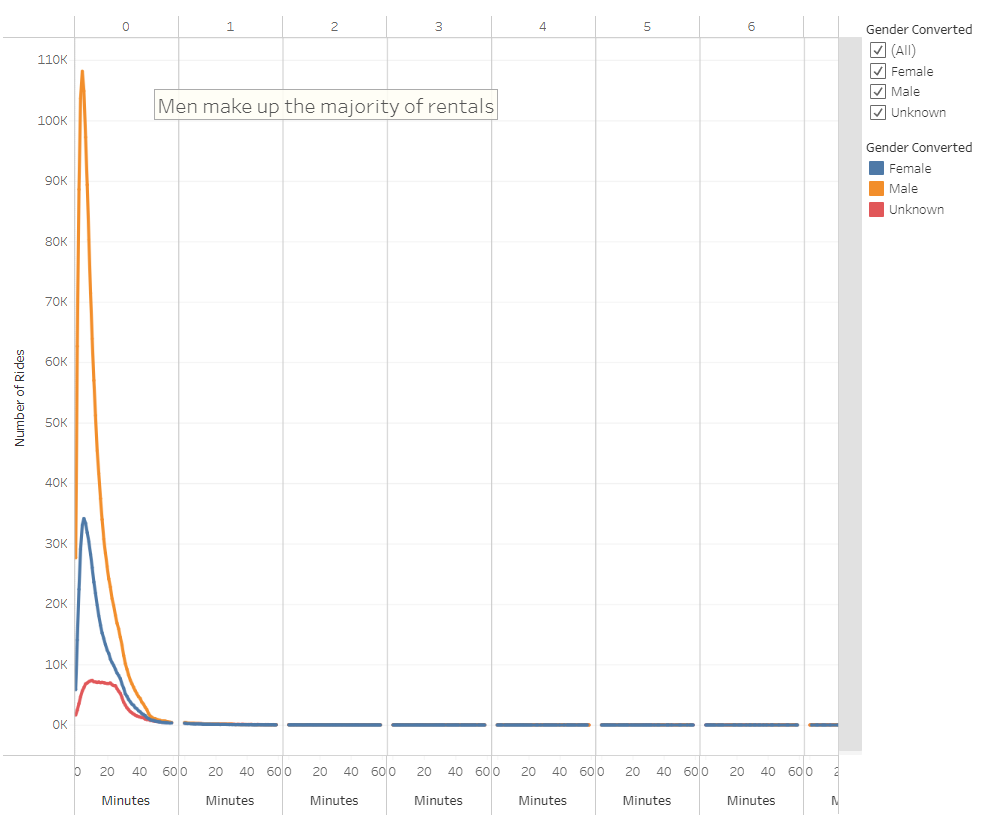 0 1 2 3 4 5 6
Gender Converted
(All)
Female
Male
Unknown
Gender Converted
Female
Male
Unknown
Men make up the majority of rentals
Number of Rides
110K
100K
90K
80K
70K
60K
50K
40K
30K
20K
10K
0K
0 20 40 60 0 20 40 60 0 20 40 60 0 20 40 60 0 20 40 60 0 20 40 60 0 20 40 60 0 2
Minutes Minutes Minutes Minutes Minutes Minutes Minutes M